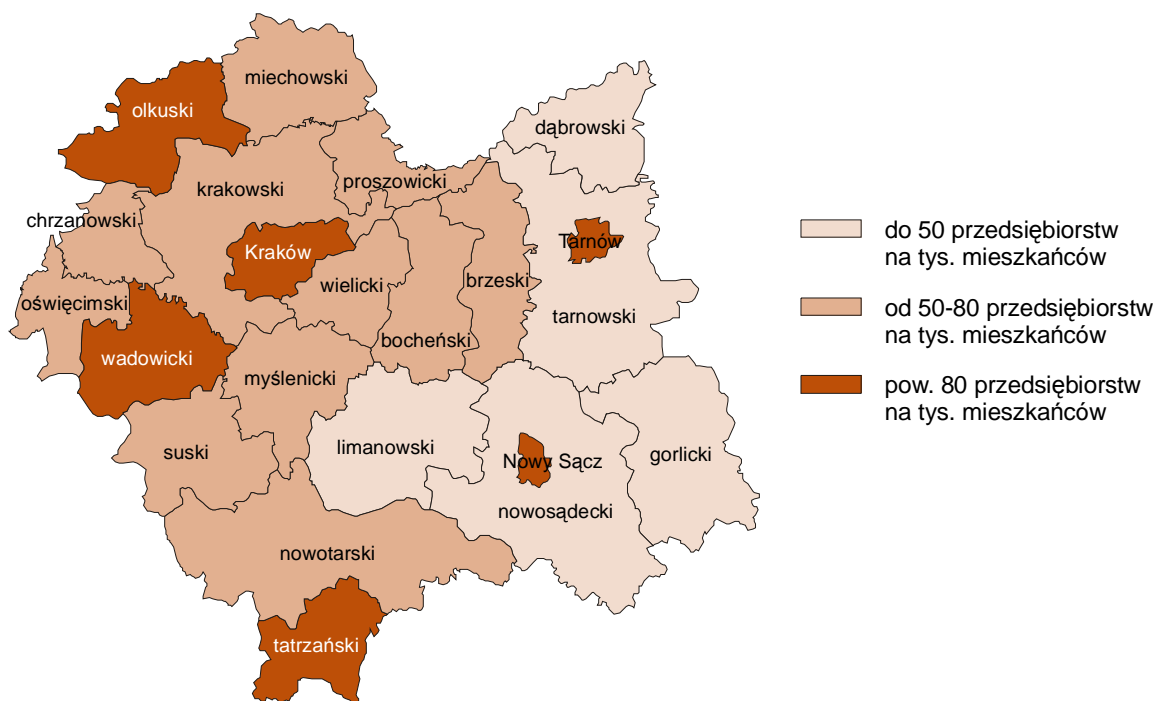 miechowski
olkuski
dąbrowski
krakowski
proszowicki
chrzanowski
Kraków
Tarnów
wielicki
brzeski
oświęcimski
tarnowski
bocheński
wadowicki
myślenicki
suski
limanowski
Nowy Sącz
gorlicki
nowosądecki
nowotarski
tatrzański
do 50 przedsiębiorstw
na tys. mieszkańców
od 50-80 przedsiębiorstw
na tys. mieszkańców
pow. 80 przedsiębiorstw
na tys. mieszkańców